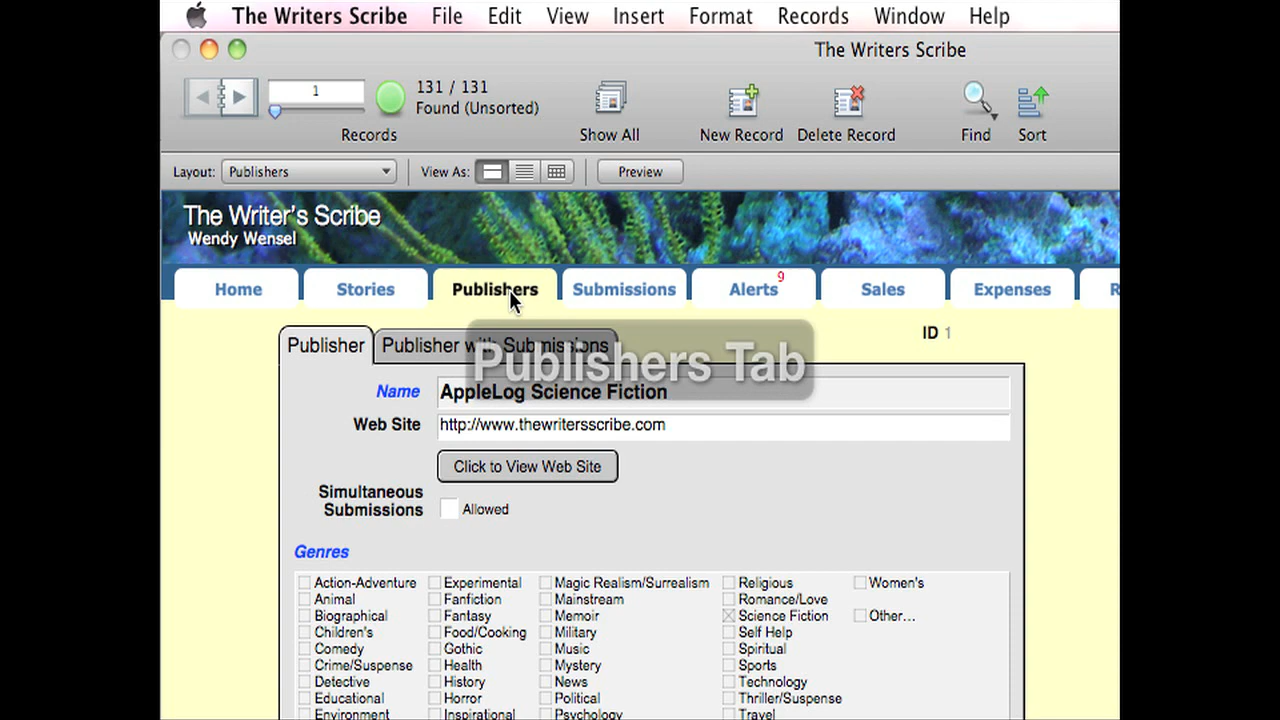 The Writers Scribe File Edit View Insert Format Records Window Help
The Writers Scribe
1
131 / 131
Found (Unsorted)
Records
Show All
New Record
Delete Record
Find
Sort
Layout: Publishers
View As:
Preview
The Writer's Scribe
Wendy Wensel
Home Stories Publishers Submissions Alerts 9 Sales Expenses R
ID 1
Publisher
Publisher with Submissions
Publishers Tab
Name AppleLog Science Fiction
Web Site http://www.thewritersscribe.com
Click to View Web Site
Simultaneous
Submissions
Allowed
Genres
Action-Adventure Experimental Magic Realism/Surrealism Religious Women's
Animal Fanfiction Mainstream Romance/Love
Biographical Fantasy Memoir Science Fiction Other...
Children's Food/Cooking Military Self Help
Comedy Gothic Music Spiritual
Crime/Suspense Health Mystery Sports
Detective History News Technology
Educational Horror Political Thriller/Suspense
Environment Inspirational Psychology Travel